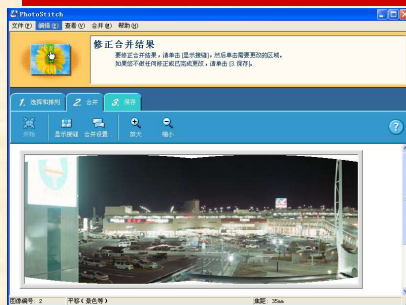 PhotoStitch
文件(F) 编辑(E) 查看(V) 合并(M) 帮助(H)
修正合并结果
要修正合并结果，请单击 [显示接缝]，然后单击需要更改的区域。
如果您不做任何修正或已完成更改，请单击 [3. 保存]。
1. 选择和排列 2. 合并 3. 保存
开始 显示接缝 合并设置 放大 缩小
图像编号: 2 平移(景色等) 焦距: 35mm